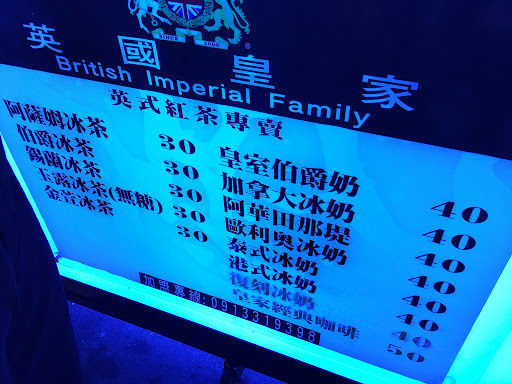 SINCE 2009
®
英國皇家
British Imperial Family
英式紅茶專賣
阿薩姆冰茶 30
伯爵冰茶 30
錫蘭冰茶 30
玉露冰茶(無糖) 30
金萱冰茶 30
皇室伯爵奶 40
加拿大冰奶 40
阿華田那堤 40
歐利奧冰奶 40
泰式冰奶 40
港式冰奶 40
復刻冰奶 40
皇家經典咖啡 50
加盟專線:0913319398